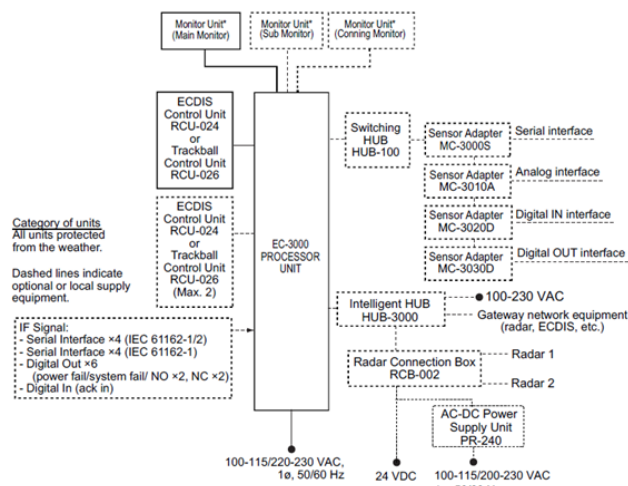 Monitor Unit*
(Main Monitor)
Monitor Unit*
(Sub Monitor)
Monitor Unit*
(Conning Monitor)
ECDIS
Control Unit
RCU-024
or
Trackball
Control Unit
RCU-026
Switching
HUB
HUB-100
Sensor Adapter
MC-3000S
Serial interface
Sensor Adapter
MC-3010A
Analog interface
Sensor Adapter
MC-3020D
Digital IN interface
Sensor Adapter
MC-3030D
Digital OUT interface
Category of units
All units protected
from the weather.
Dashed lines indicate
optional or local supply
equipment.
ECDIS
Control Unit
RCU-024
or
Trackball
Control Unit
RCU-026
(Max. 2)
EC-3000
PROCESSOR
UNIT
Intelligent HUB
HUB-3000
100-230 VAC
Gateway network equipment
(radar, ECDIS, etc.)
IF Signal:
- Serial Interface ×4 (IEC 61162-1/2)
- Serial Interface ×4 (IEC 61162-1)
- Digital Out ×6
(power fail/system fail/ NO ×2, NC ×2)
- Digital In (ack in)
Radar Connection Box
RCB-002
Radar 1
Radar 2
AC-DC Power
Supply Unit
PR-240
100-115/220-230 VAC,
1ø, 50/60 Hz
24 VDC
100-115/200-230 VAC